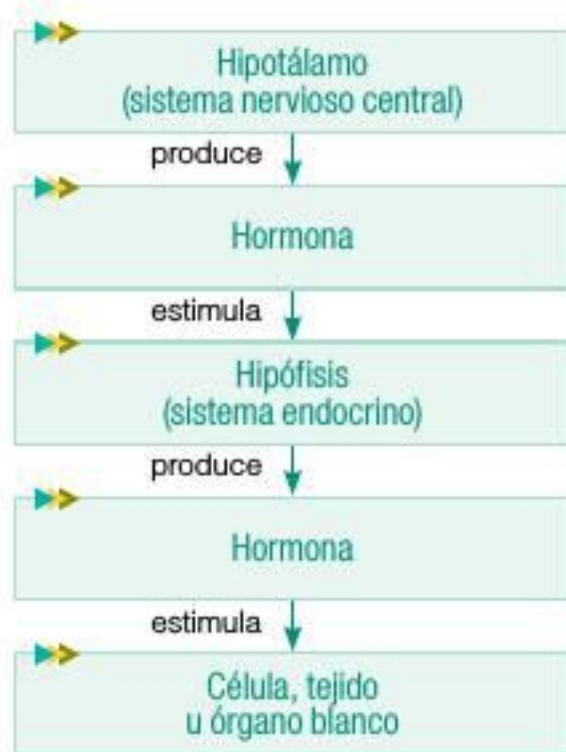 Hipotálamo
(sistema nervioso central)
produce
Hormona
estimula
Hipófisis
(sistema endocrino)
produce
Hormona
estimula
Célula, tejido
u órgano blanco